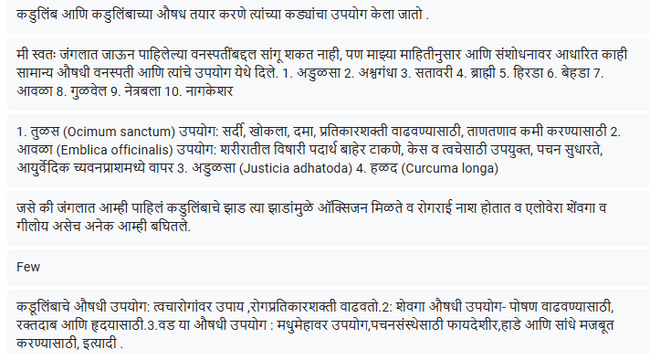 कडुलिंब आणि कडुलिंबाच्या औषध तयार करणे त्यांच्या कड्यांचा उपयोग केला जातो .
मी स्वतः जंगलात जाऊन पाहिलेल्या वनस्पतींबद्दल सांगू शकत नाही, पण माझ्या माहितीनुसार आणि संशोधनावर आधारित काही
सामान्य औषधी वनस्पती आणि त्यांचे उपयोग येथे दिले. 1. अडुळसा 2. अश्वगंधा 3. सतावरी 4. ब्राह्मी 5. हिरडा 6. बेहडा 7.
आवळा 8. गुळवेल 9. नेत्रबला 10. नागकेशर
1. तुळस (Ocimum sanctum) उपयोग: सर्दी, खोकला, दमा, प्रतिकारशक्ती वाढवण्यासाठी, ताणतणाव कमी करण्यासाठी 2.
आवळा (Emblica officinalis) उपयोग: शरीरातील विषारी पदार्थ बाहेर टाकणे, केस व त्वचेसाठी उपयुक्त, पचन सुधारते,
आयुर्वेदिक च्यवनप्राशमध्ये वापर 3. अडुळसा (Justicia adhatoda) 4. हळद (Curcuma longa)
जसे की जंगलात आम्ही पाहिलं कडुलिंबाचे झाड त्या झाडांमुळे ऑक्सिजन मिळते व रोगराई नाश होतात व एलोवेरा शेंवगा व
गीलोय असेच अनेक आम्ही बघितले.
Few
कडूलिंबाचे औषधी उपयोग: त्वचारोगांवर उपाय ,रोगप्रतिकारशक्ती वाढवतो.2: शेवगा औषधी उपयोग- पोषण वाढवण्यासाठी,
रक्तदाब आणि हृदयासाठी.3.वड या औषधी उपयोग : मधुमेहावर उपयोग,पचनसंस्थेसाठी फायदेशीर,हाडे आणि सांधे मजबूत
करण्यासाठी, इत्यादी .